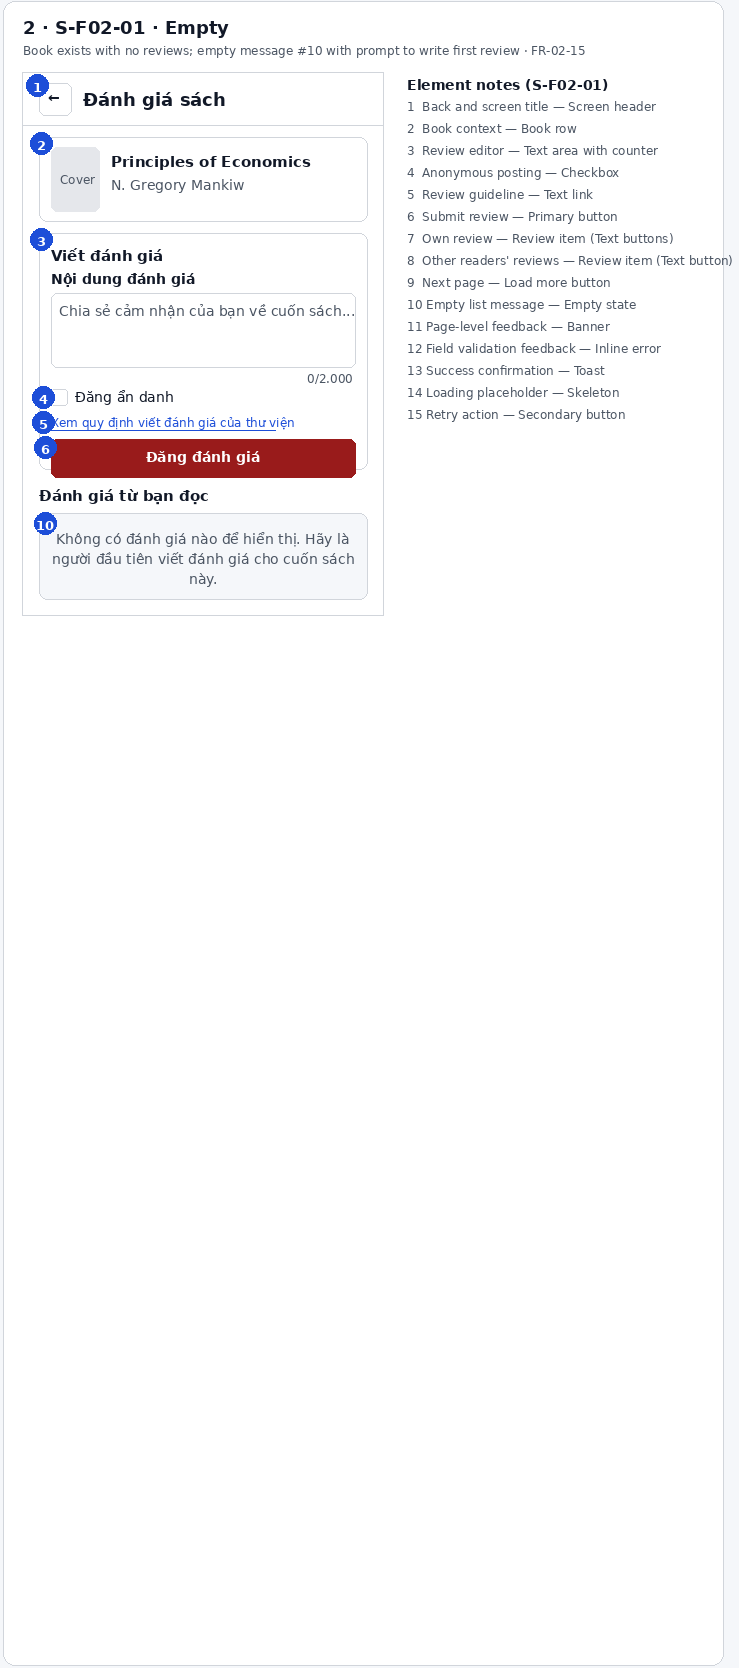 2 · S-F02-01 · Empty
Book exists with no reviews; empty message #10 with prompt to write first review · FR-02-15
1
←
Đánh giá sách
2
Cover
Principles of Economics
N. Gregory Mankiw
3
Viết đánh giá
Nội dung đánh giá
Chia sẻ cảm nhận của bạn về cuốn sách...
0/2.000
4
Đăng ẩn danh
5
Xem quy định viết đánh giá của thư viện
6
Đăng đánh giá
Đánh giá từ bạn đọc
10
Không có đánh giá nào để hiển thị. Hãy là
người đầu tiên viết đánh giá cho cuốn sách
này.
Element notes (S-F02-01)
1 Back and screen title — Screen header
2 Book context — Book row
3 Review editor — Text area with counter
4 Anonymous posting — Checkbox
5 Review guideline — Text link
6 Submit review — Primary button
7 Own review — Review item (Text buttons)
8 Other readers' reviews — Review item (Text button)
9 Next page — Load more button
10 Empty list message — Empty state
11 Page-level feedback — Banner
12 Field validation feedback — Inline error
13 Success confirmation — Toast
14 Loading placeholder — Skeleton
15 Retry action — Secondary button